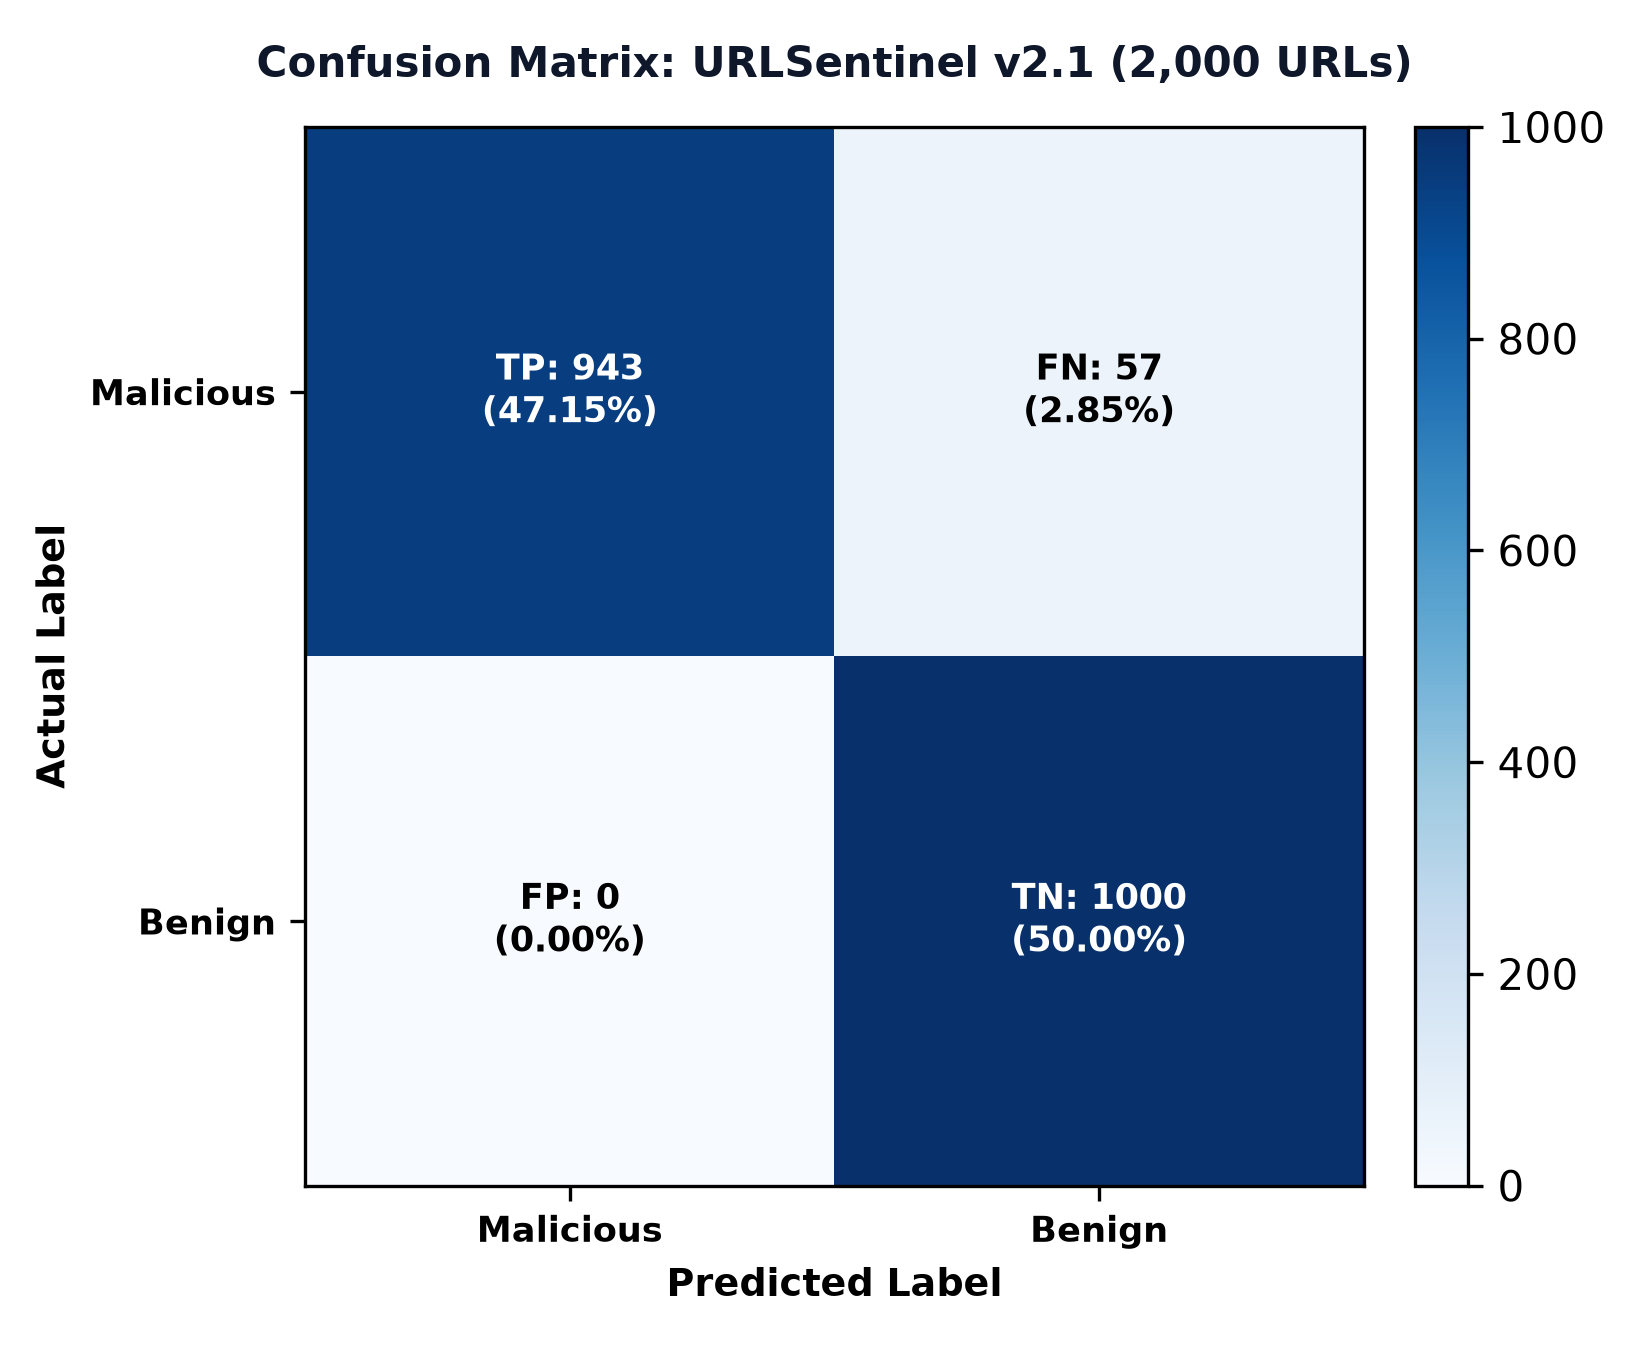 Confusion Matrix: URLSentinel v2.1 (2,000 URLs)
TP: 943
(47.15%)
FN: 57
(2.85%)
FP: 0
(0.00%)
TN: 1000
(50.00%)
Malicious
Benign
Actual Label
Malicious
Benign
Predicted Label
1000
800
600
400
200
0